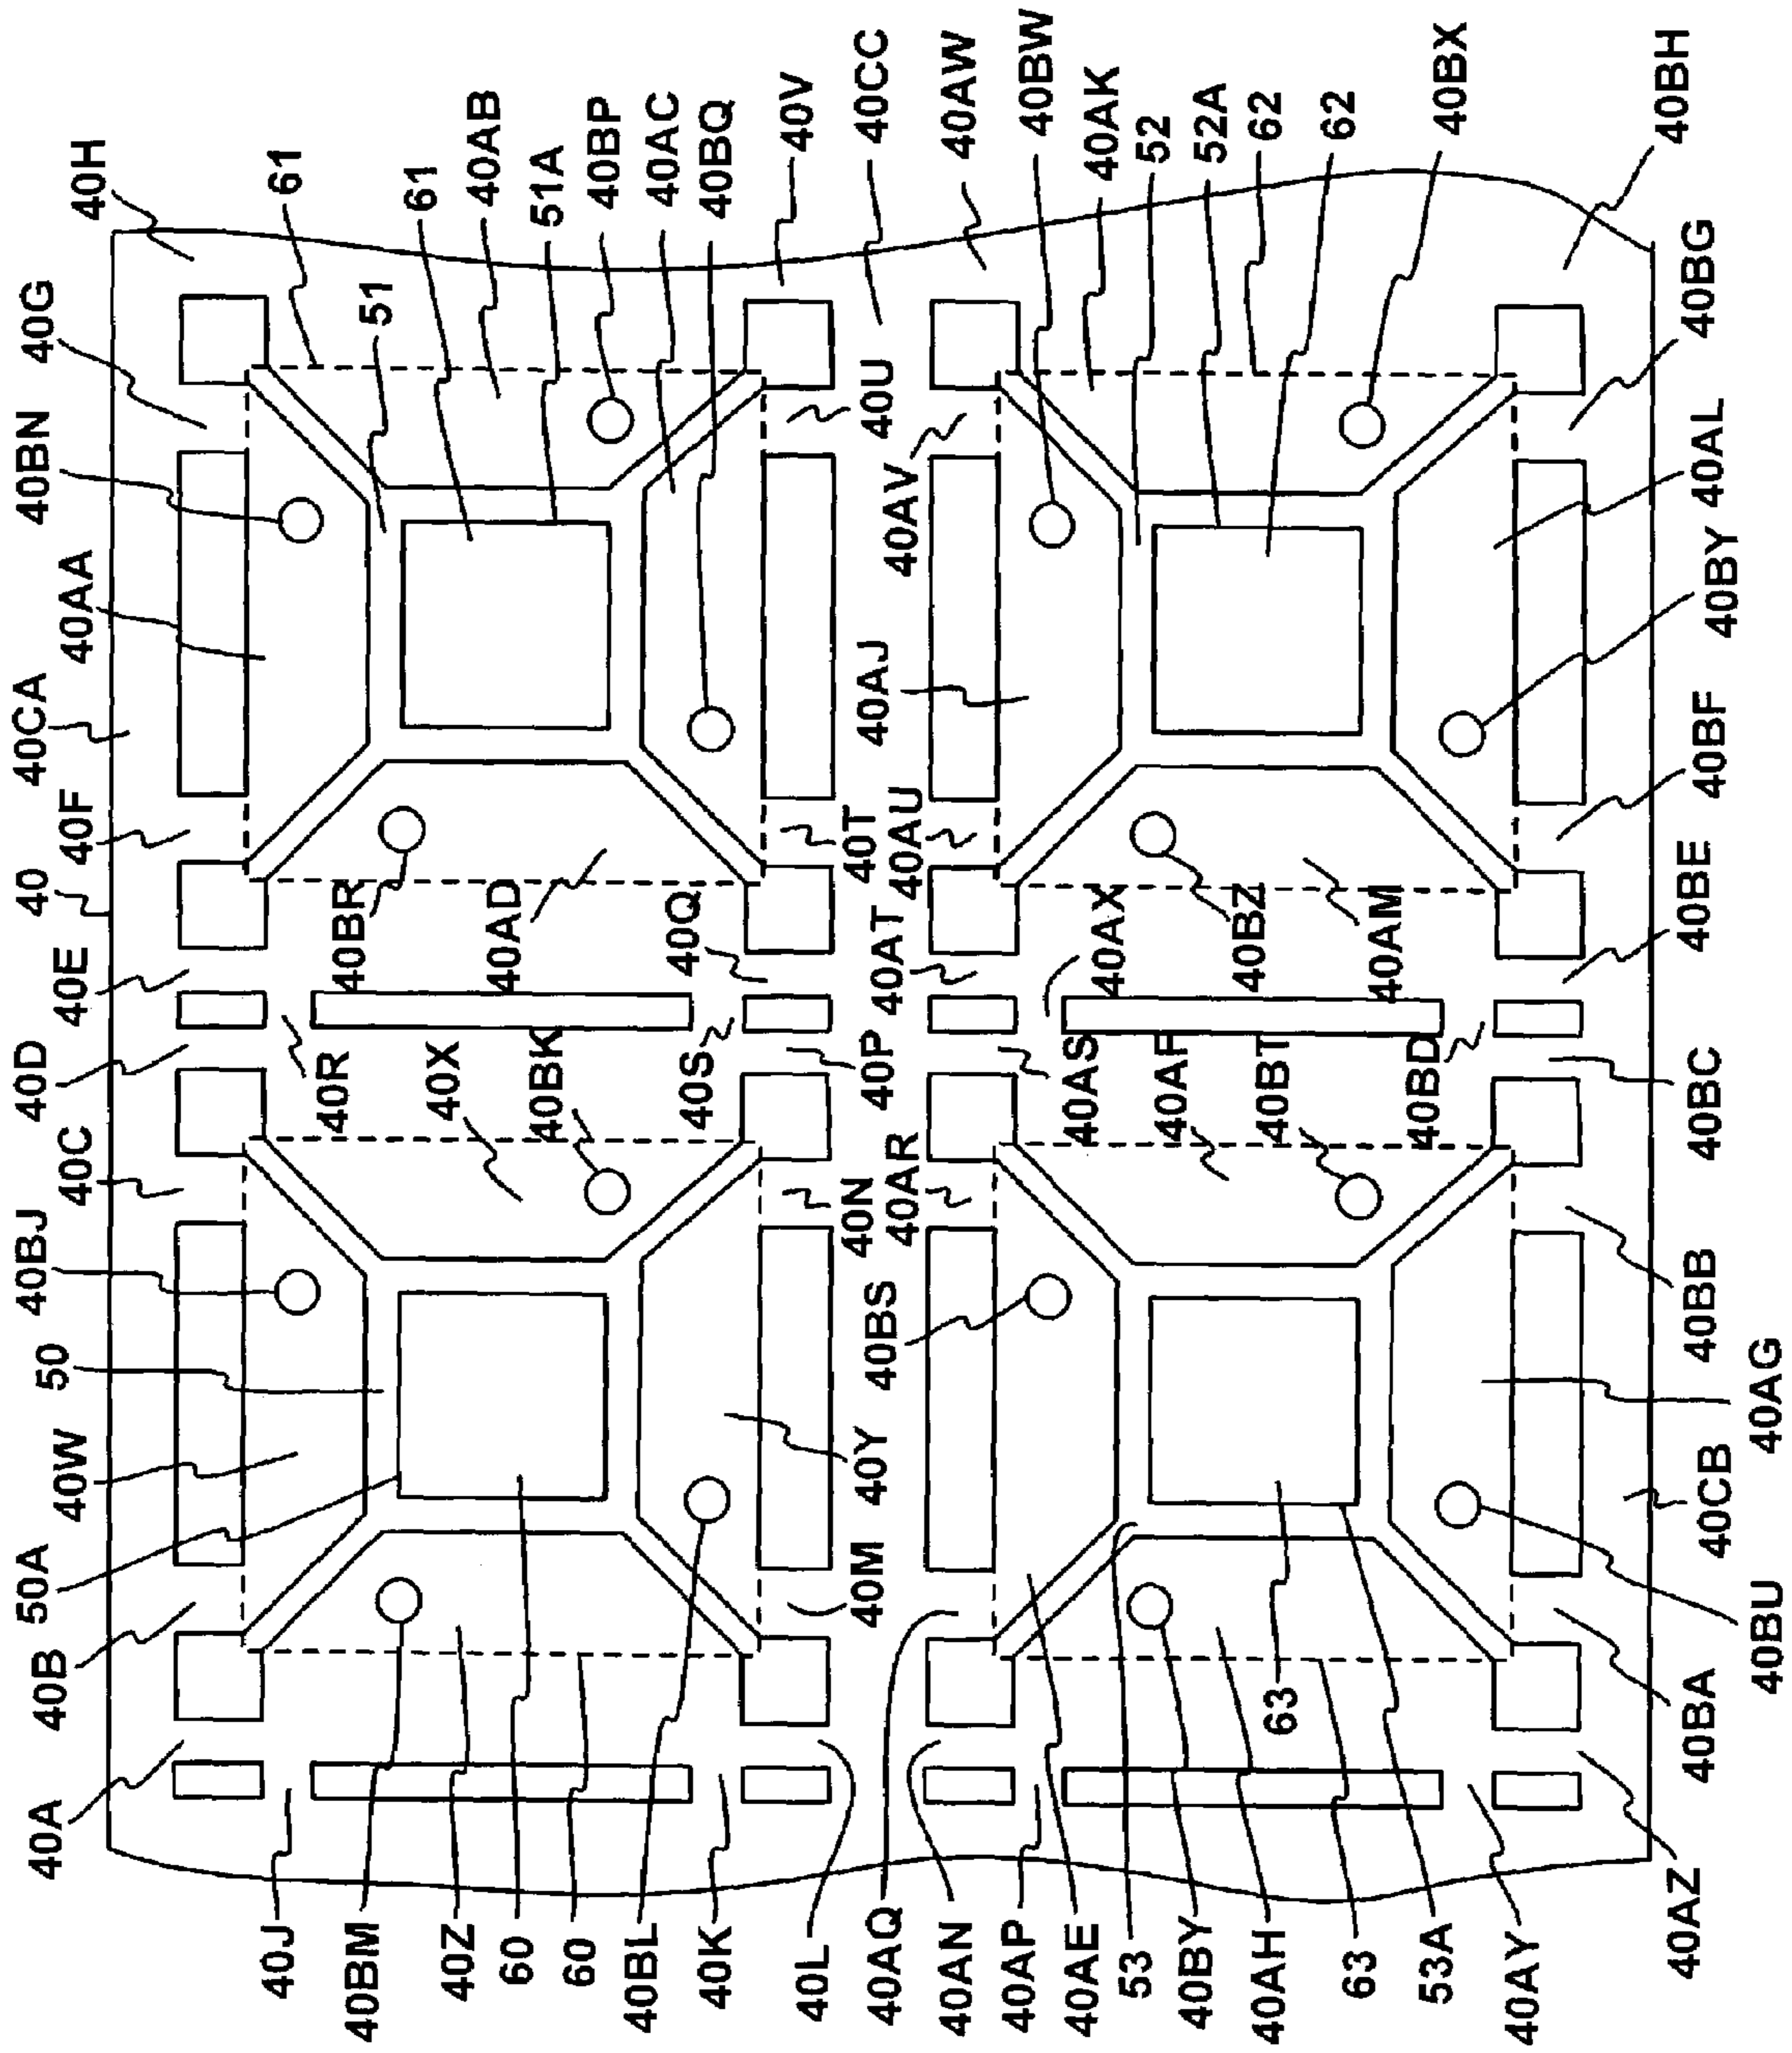 40A
50A
40BJ
40D
40
40CA
40BN
40G
40B
40W
50
40C
40E
40F
40AA
40H
40J
40R
40BR
61
40BM
51
40Z
40X
61
40AB
60
40AD
51A
60
40BK
40BP
40BL
40S
40Q
40AC
40K
40BQ
40L
40V
40M
40Y
40N
40P
40T
40U
40CC
40AQ
40BS
40AR
40AT
40AU
40AJ
40AV
40AN
40AW
40AP
40BW
40AE
40AS
40AX
40AK
53
52
40BY
40AF
52A
40AH
63
40BT
40BZ
62
63
62
53A
40BD
40AM
40BX
40AY
40AZ
40BA
40CB
40BB
40BC
40BE
40BF
40AL
40BG
40BH
40BU
40AG
40BY